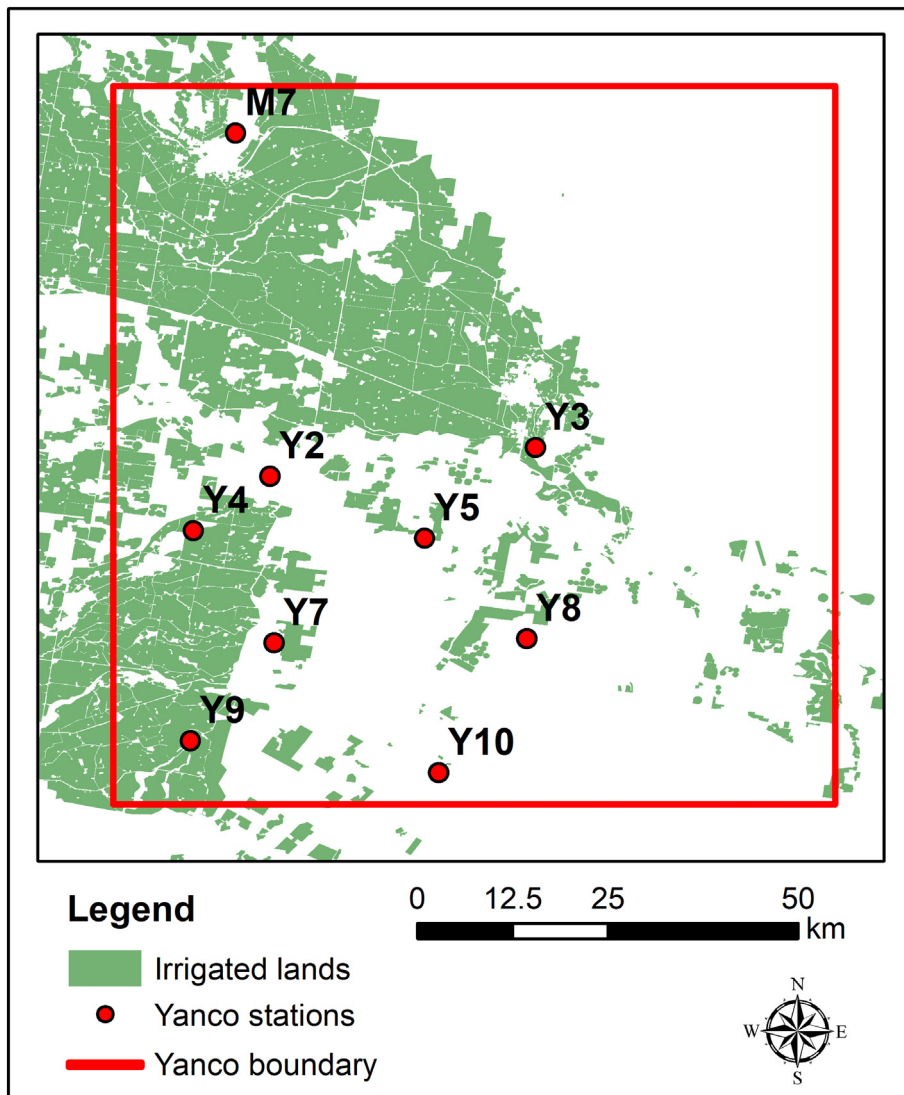 M7
Y3
Y2
Y4
Y5
Y8
Y7
Y9
Y10
Legend
Irrigated lands
Yanco stations
Yanco boundary
0 12.5 25 50
km
N
W E
S